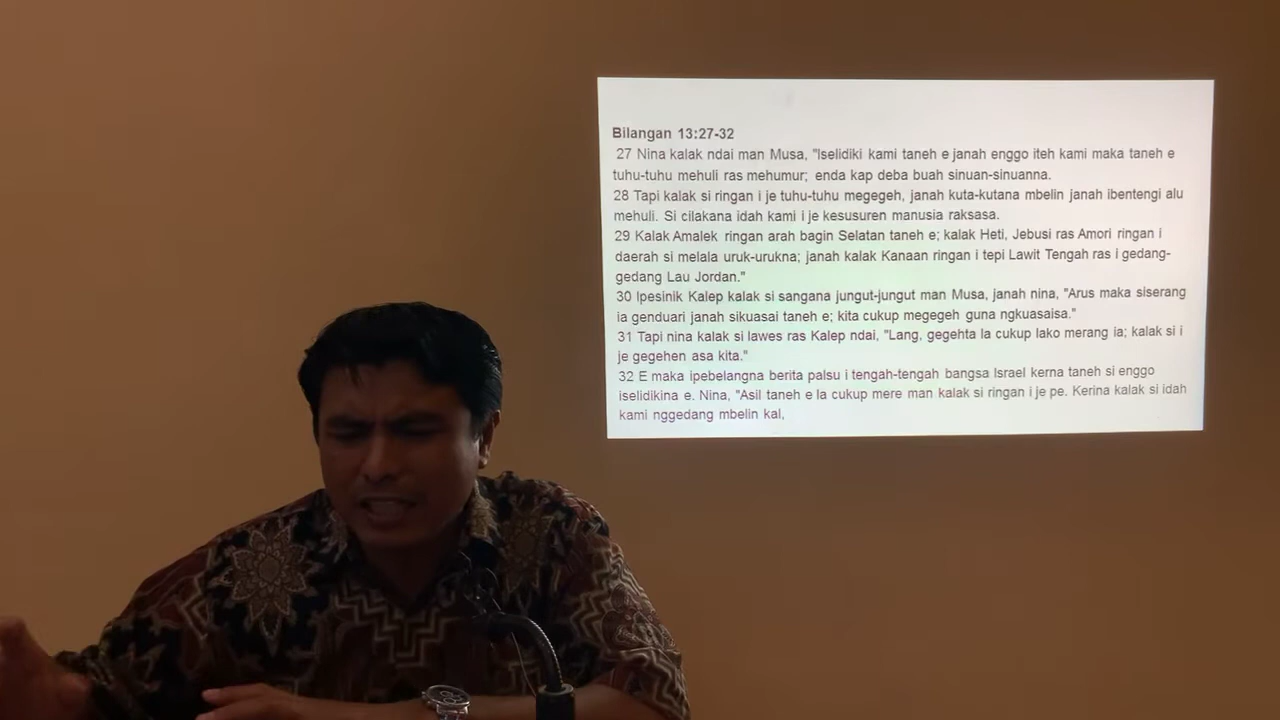 Bilangan 13:27-32
27 Nina kalak ndai man Musa, "Iselidiki kami taneh e janah enggo iteh kami maka taneh e
tuhu-tuhu mehuli ras mehumur; enda kap deba buah sinuan-sinuanna.
28 Tapi kalak si ringan i je tuhu-tuhu megegeh, janah kuta-kutana mbelin janah ibentengi alu
mehuli. Si cilakana idah kami i je kesusuren manusia raksasa.
29 Kalak Amalek ringan arah bagin Selatan taneh e; kalak Heti, Jebusi ras Amori ringan i
daerah si melala uruk-urukna; janah kalak Kanaan ringan i tepi Lawit Tengah ras i gedang-
gedang Lau Jordan."
30 Ipesinik Kalep kalak si sangana jungut-jungut man Musa, janah nina, "Arus maka siserang
ia genduari janah sikuasai taneh e; kita cukup megegeh guna ngkuasaisa."
31 Tapi nina kalak si lawes ras Kalep ndai, "Lang, gegehta la cukup lako merang ia; kalak si i
je gegehen asa kita."
32 E maka ipebelangna berita palsu i tengah-tengah bangsa Israel kerna taneh si enggo
iselidikina e. Nina, "Asil taneh e la cukup mere man kalak si ringan i je pe. Kerina kalak si idah
kami nggedang mbelin kal,